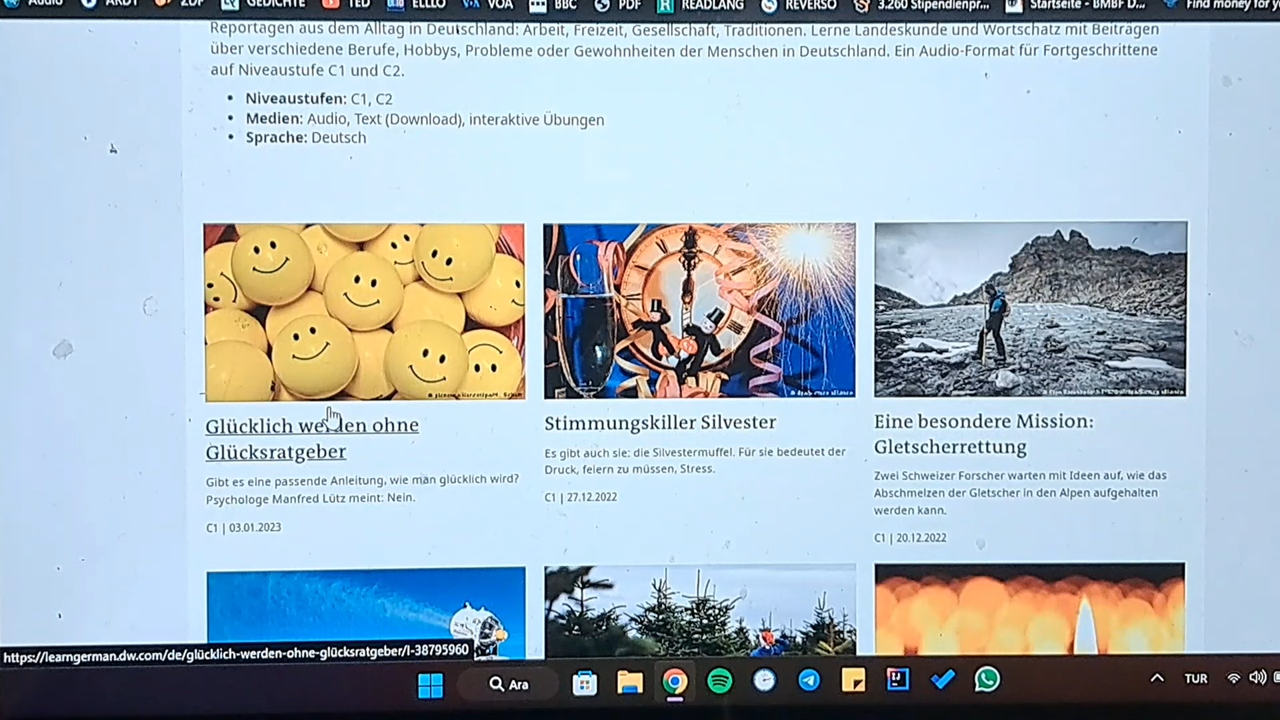 Audio
ARDT
ZDF
GEDICHTE
TED
ELLLO
VOA
BBC
PDF
READLANG
REVERSO
3.260 Stipendienpr...
Startseite - BMBF D...
Find money for
Reportagen aus dem Alltag in Deutschland: Arbeit, Freizeit, Gesellschaft, Traditionen. Lerne Landeskunde und Wortschatz mit Beiträgen
über verschiedene Berufe, Hobbys, Probleme oder Gewohnheiten der Menschen in Deutschland. Ein Audio-Format für Fortgeschrittene
auf Niveaustufe C1 und C2.
• Niveaustufen: C1, C2
• Medien: Audio, Text (Download), interaktive Übungen
• Sprache: Deutsch
Glücklich werden ohne
Glücksratgeber
Gibt es eine passende Anleitung, wie man glücklich wird?
Psychologe Manfred Lütz meint: Nein.
C1 | 03.01.2023
Stimmungskiller Silvester
Es gibt auch sie: die Silvestermuffel. Für sie bedeutet der
Druck, feiern zu müssen, Stress.
C1 | 27.12.2022
Eine besondere Mission:
Gletscherrettung
Zwei Schweizer Forscher warten mit Ideen auf, wie das
Abschmelzen der Gletscher in den Alpen aufgehalten
werden kann.
C1 | 20.12.2022
https://learngerman.dw.com/de/glücklich-werden-ohne-glücksratgeber/l-38795960
Ara
TUR